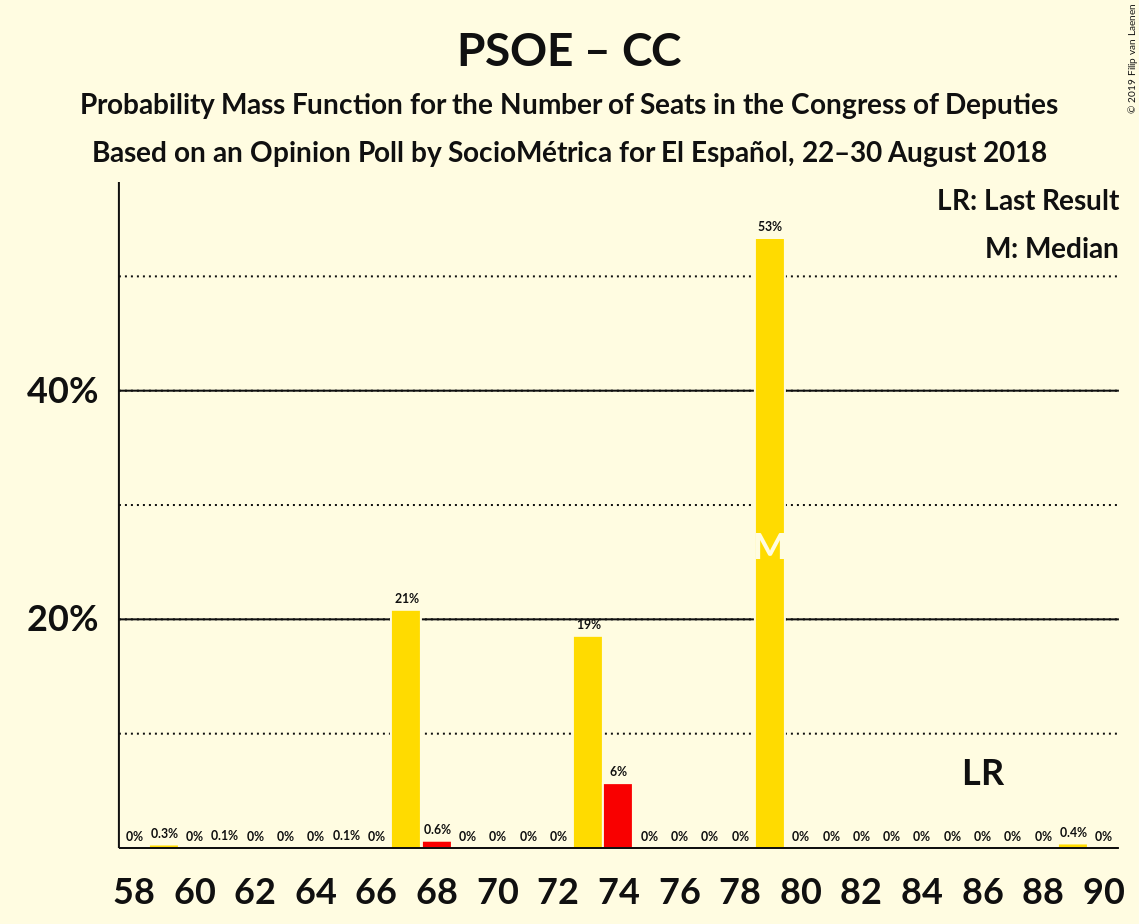 PSOE – CC
Probability Mass Function for the Number of Seats in the Congress of Deputies
Based on an Opinion Poll by SocioMétrica for El Español, 22–30 August 2018
© 2019 Filip van Laenen
LR: Last Result
M: Median
53%
40%
M
21%
19%
20%
LR
6%
0% 0.3% 0% 0.1% 0% 0% 0% 0.1% 0% 0.6% 0% 0% 0% 0% 0% 0% 0% 0% 0% 0% 0% 0% 0% 0% 0% 0% 0% 0.4% 0%
58 60 62 64 66 68 70 72 74 76 78 80 82 84 86 88 90